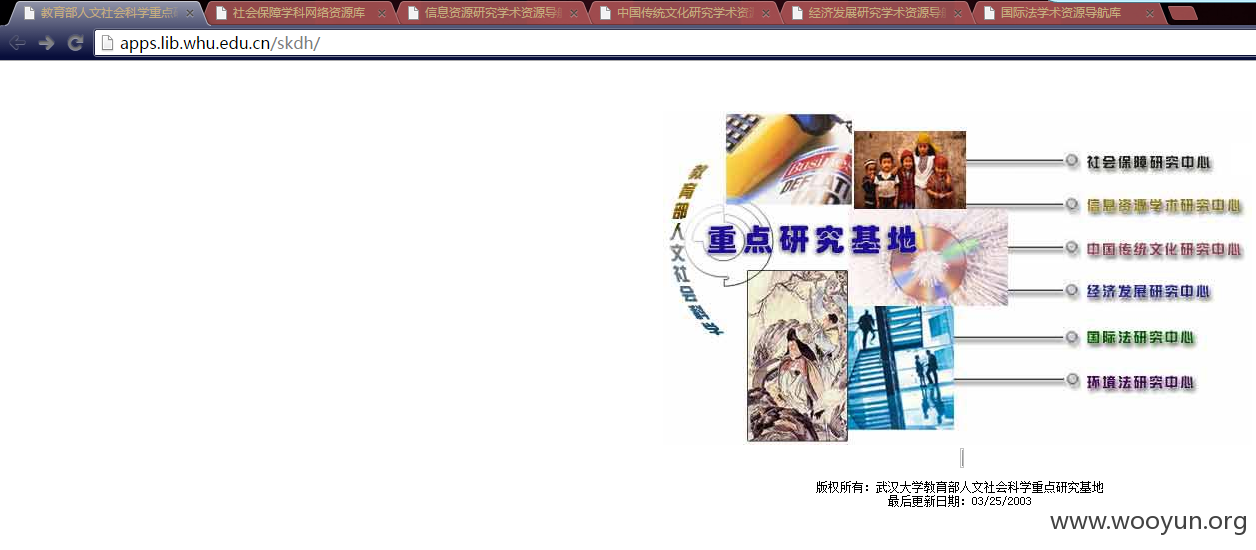 教育部人文社会科学重点
社会保障学科网络资源库
信息资源研究学术资源导
中国传统文化研究学术资
经济发展研究学术资源导
国际法学术资源导航库
apps.lib.whu.edu.cn/skdh/
教育部人文社会科学
重点研究基地
Business
DEFLAT
社会保障研究中心
信息资源学术研究中心
中国传统文化研究中心
经济发展研究中心
国际法研究中心
环境法研究中心
版权所有：武汉大学教育部人文社会科学重点研究基地
最后更新日期：03/25/2003
www.wooyun.org